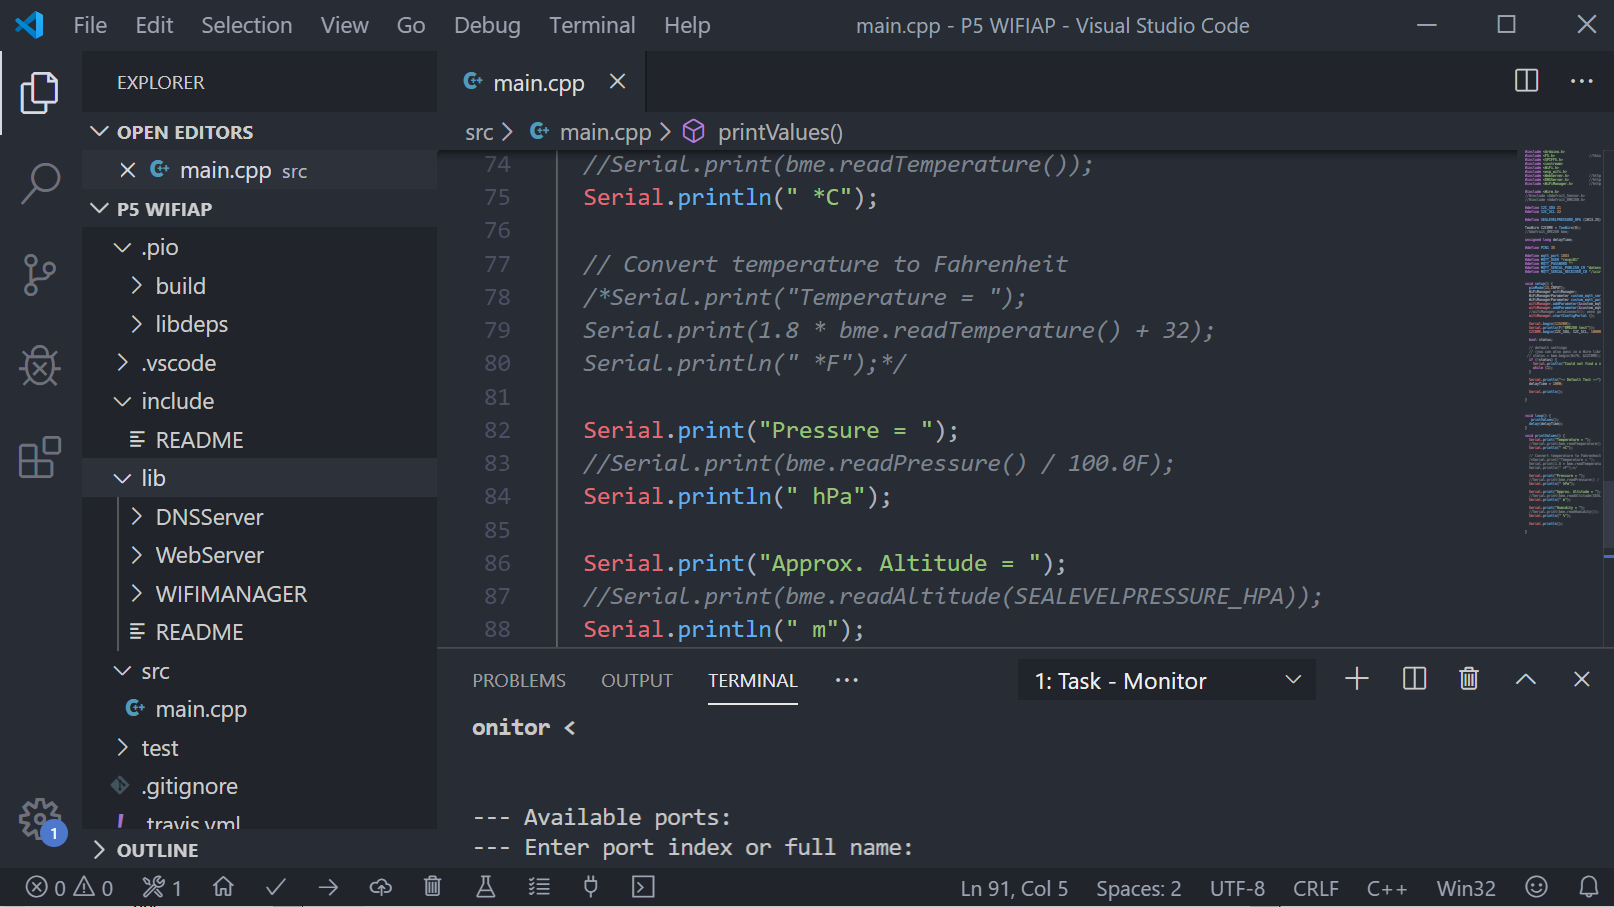 File Edit Selection View Go Debug Terminal Help
main.cpp - P5 WIFIAP - Visual Studio Code
EXPLORER
OPEN EDITORS
main.cpp src
P5 WIFIAP
.pio
build
libdeps
.vscode
include
README
lib
DNSServer
WebServer
WIFIMANAGER
README
src
main.cpp
test
.gitignore
.travis.yml
OUTLINE
main.cpp
src > main.cpp > printValues()
74 //Serial.print(bme.readTemperature());
75 Serial.println(" *C");
76
77 // Convert temperature to Fahrenheit
78 /*Serial.print("Temperature = ");
79 Serial.print(1.8 * bme.readTemperature() + 32);
80 Serial.println(" *F");*/
81
82 Serial.print("Pressure = ");
83 //Serial.print(bme.readPressure() / 100.0F);
84 Serial.println(" hPa");
85
86 Serial.print("Approx. Altitude = ");
87 //Serial.print(bme.readAltitude(SEALEVELPRESSURE_HPA));
88 Serial.println(" m");
PROBLEMS OUTPUT TERMINAL ··· 1: Task - Monitor
onitor <
--- Available ports:
--- Enter port index or full name:
1
0 0 1 Ln 91, Col 5 Spaces: 2 UTF-8 CRLF C++ Win32